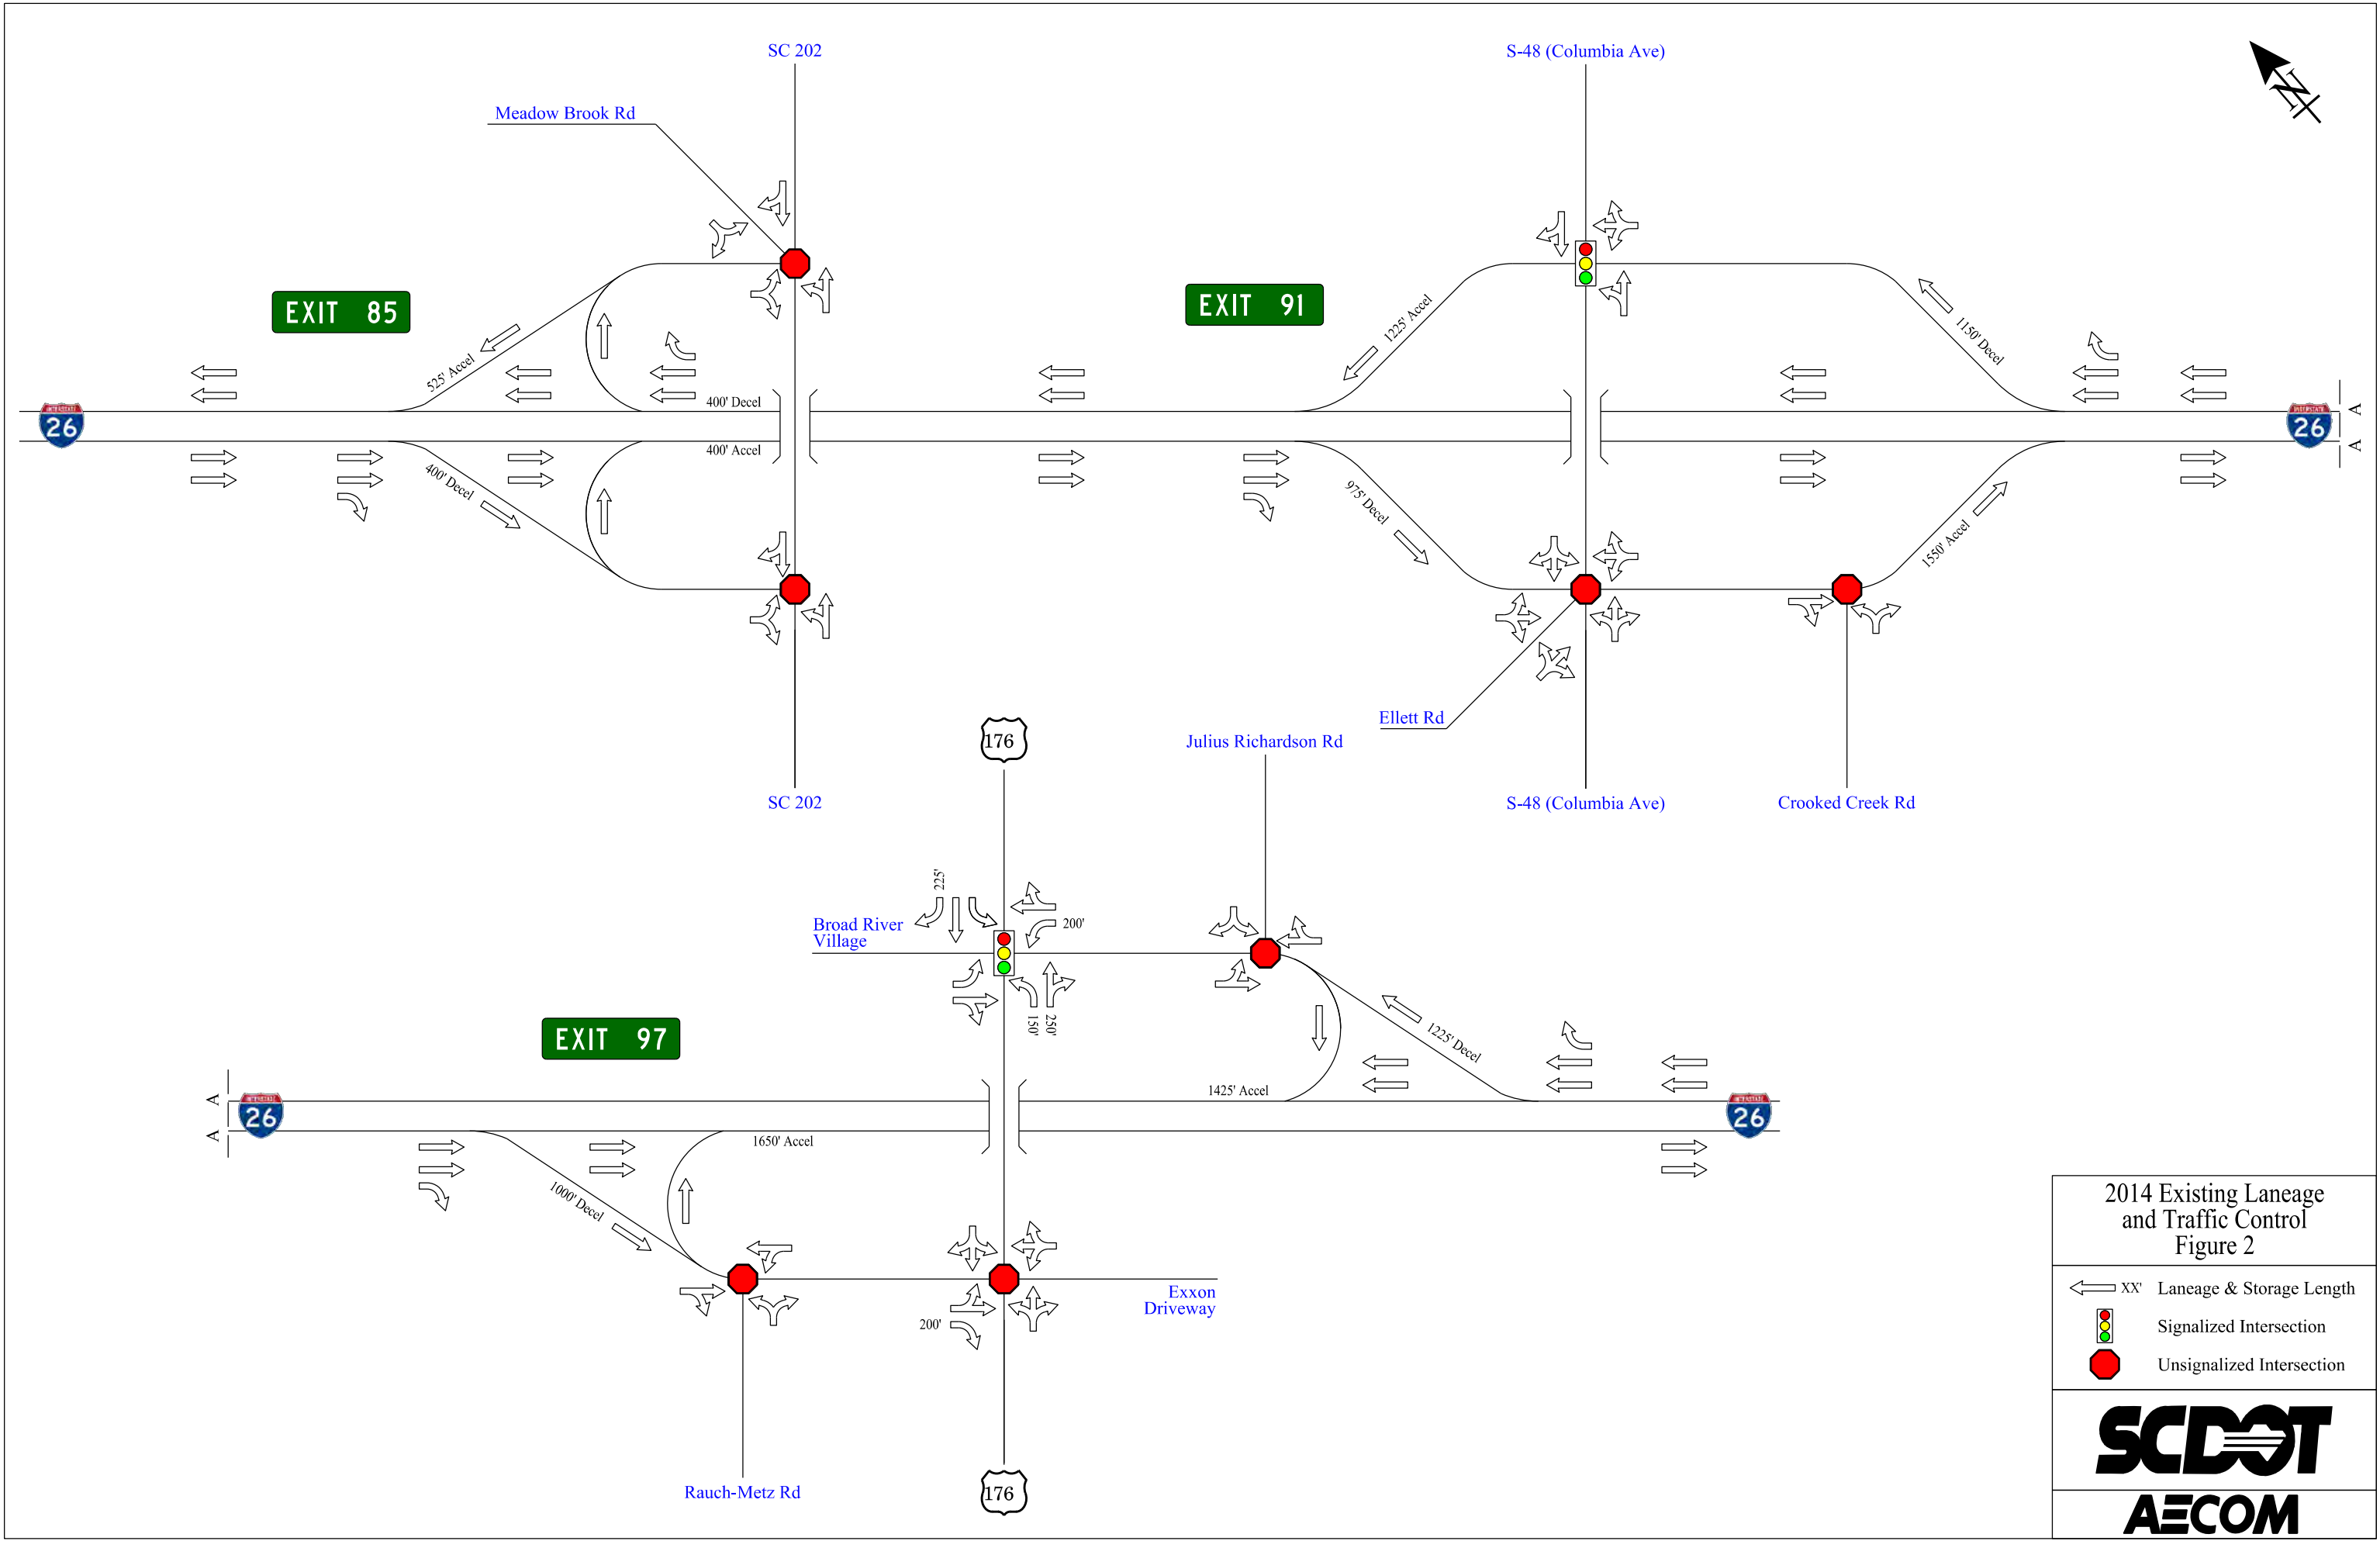 SC 202
S-48 (Columbia Ave)
N
Meadow Brook Rd
EXIT 85
EXIT 91
525' Accel
1225' Accel
1150' Decel
400' Decel
INTERSTATE
26
INTERSTATE
26
A
A
400' Accel
400' Decel
975' Decel
1550' Accel
Ellett Rd
176
Julius Richardson Rd
SC 202
S-48 (Columbia Ave)
Crooked Creek Rd
225'
Broad River
Village
200'
150'
250'
EXIT 97
1225' Decel
1425' Accel
A
A
INTERSTATE
26
INTERSTATE
26
1650' Accel
1000' Decel
Exxon
Driveway
200'
Rauch-Metz Rd
176
2014 Existing Laneage
and Traffic Control
Figure 2
XX' Laneage & Storage Length
Signalized Intersection
Unsignalized Intersection
SCDOT
AECOM